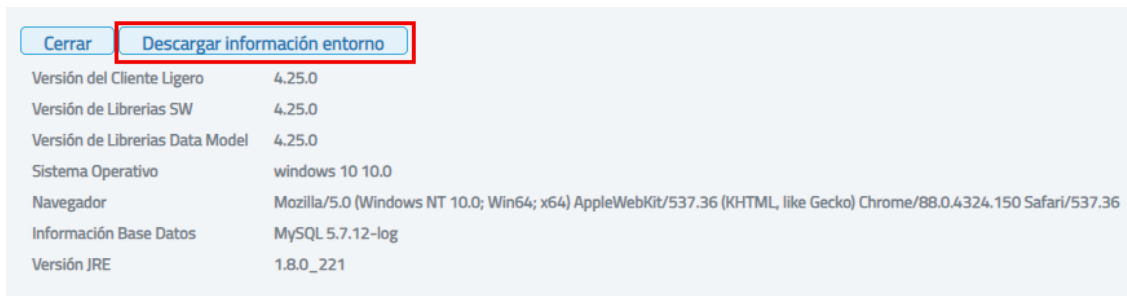 Cerrar Descargar información entorno
Versión del Cliente Ligero 4.25.0
Versión de Librerias SW 4.25.0
Versión de Librerias Data Model 4.25.0
Sistema Operativo windows 10 10.0
Navegador Mozilla/5.0 (Windows NT 10.0; Win64; x64) AppleWebKit/537.36 (KHTML, like Gecko) Chrome/88.0.4324.150 Safari/537.36
Información Base Datos MySQL 5.7.12-log
Versión JRE 1.8.0_221